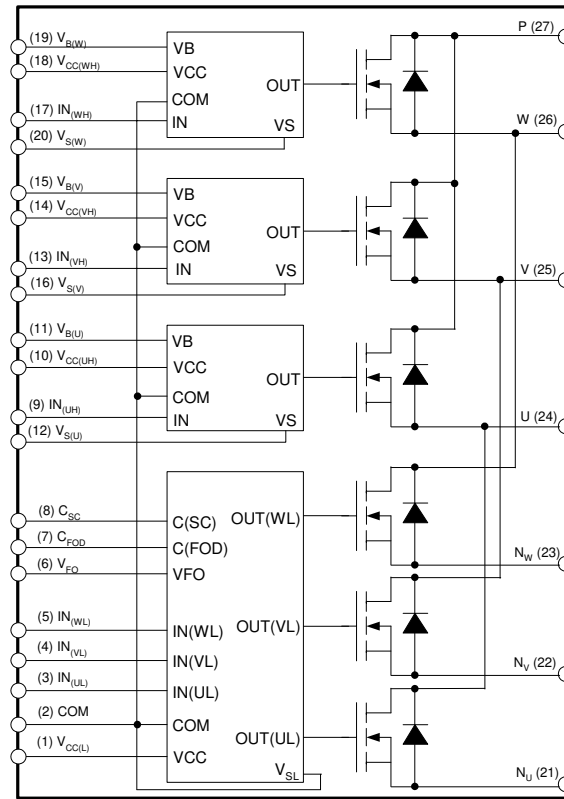 (19) VB(W)
(18) VCC(WH)
(17) IN(WH)
(20) VS(W)
VB
VCC
COM
IN
OUT
VS
P (27)
W (26)
(15) VB(V)
(14) VCC(VH)
(13) IN(VH)
(16) VS(V)
VB
VCC
COM
IN
OUT
VS
V (25)
(11) VB(U)
(10) VCC(UH)
(9) IN(UH)
(12) VS(U)
VB
VCC
COM
IN
OUT
VS
U (24)
(8) CSC
(7) CFOD
(6) VFO
(5) IN(WL)
(4) IN(VL)
(3) IN(UL)
(2) COM
(1) VCC(L)
C(SC)
C(FOD)
VFO
IN(WL)
IN(VL)
IN(UL)
COM
VCC
OUT(WL)
OUT(VL)
OUT(UL)
VSL
NW (23)
NV (22)
NU (21)